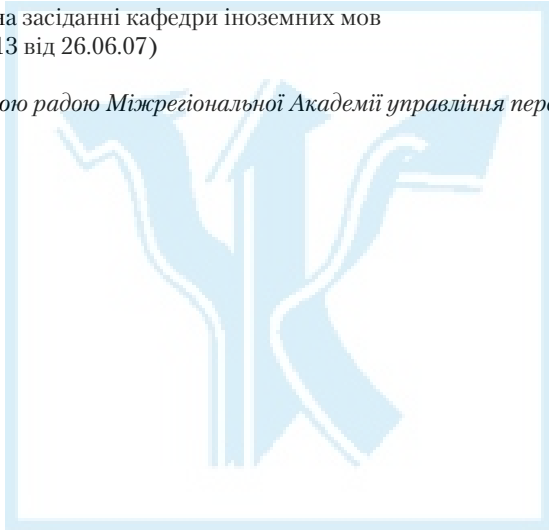 на засіданні кафедри іноземних мов
13 від 26.06.07)
ою радою Міжрегіональної Академії управління пер